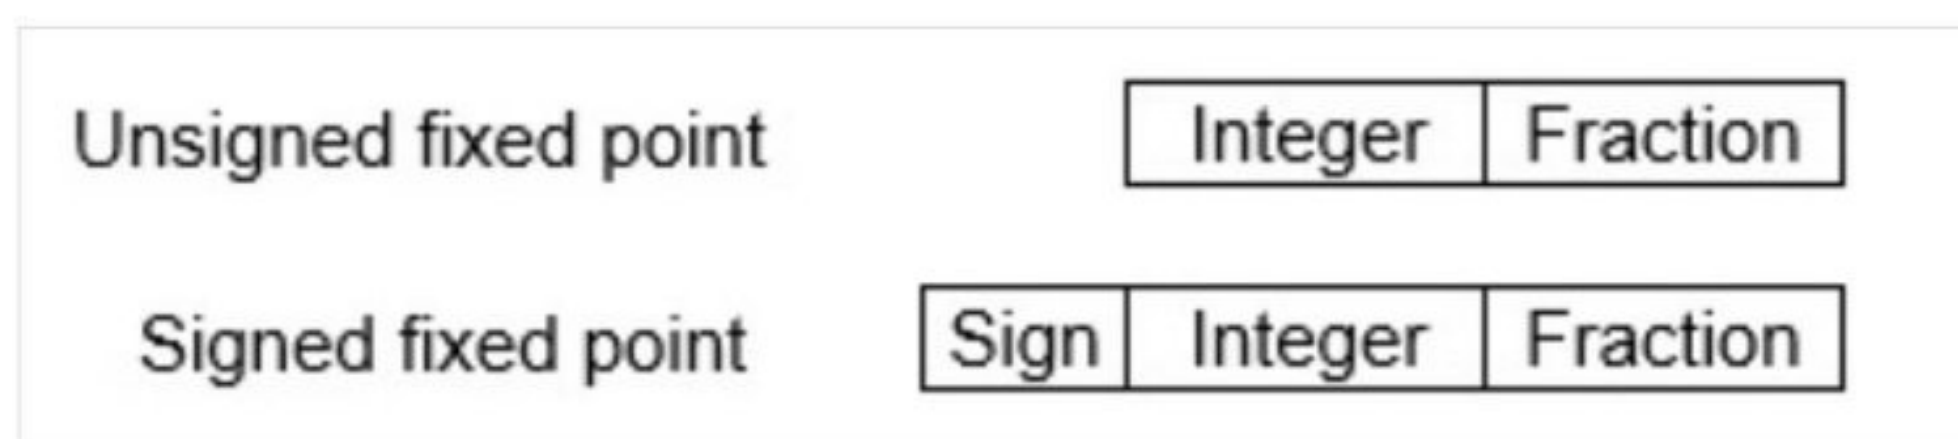 Unsigned fixed point Integer Fraction
Signed fixed point Sign Integer Fraction